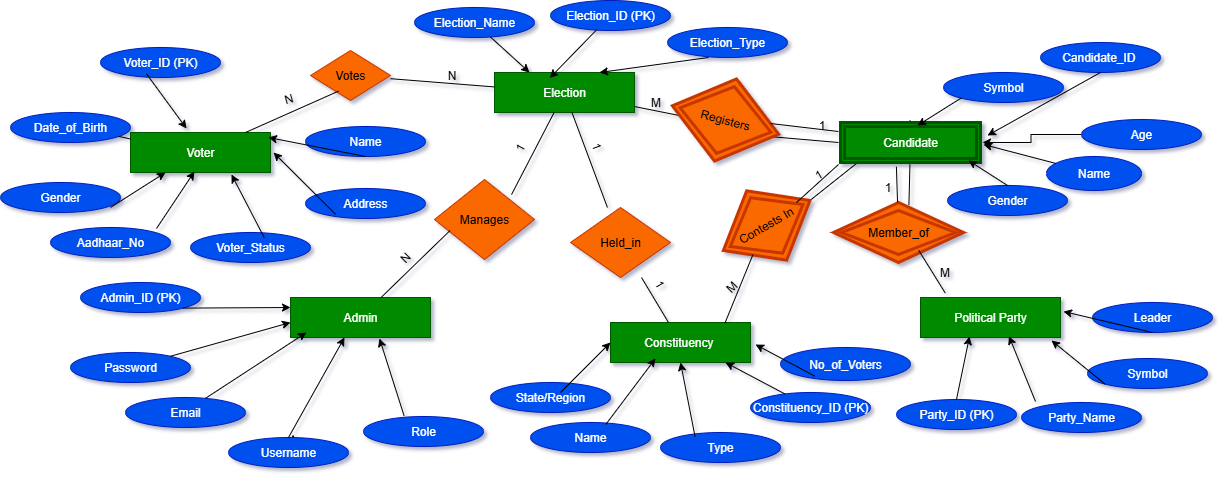 Election_Name
Election_ID (PK)
Election_Type
Voter_ID (PK)
Votes
N
N
Election
Candidate_ID
Symbol
M
Registers
1
Date_of_Birth
Voter
Name
Candidate
Age
1
1
Gender
Address
Manages
1
1
Name
Gender
Aadhaar_No
Voter_Status
Held_in
Contests In
Member_of
N
1
M
M
Admin_ID (PK)
Admin
Constituency
Political Party
Leader
Password
No_of_Voters
Symbol
Email
State/Region
Constituency_ID (PK)
Party_ID (PK)
Party_Name
Username
Role
Name
Type